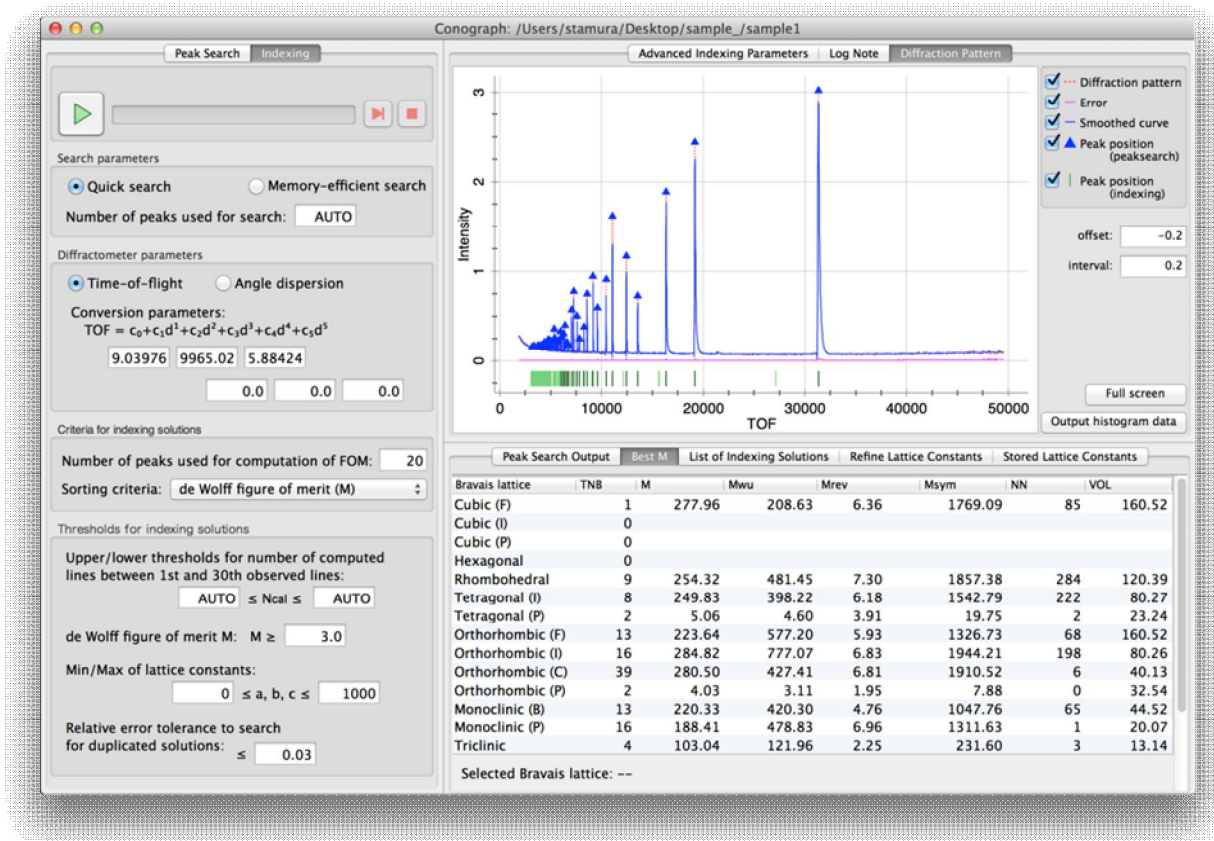 Conograph: /Users/stamura/Desktop/sample_/sample1
Peak Search Indexing
Search parameters
Quick search Memory-efficient search
Number of peaks used for search: AUTO
Diffractometer parameters
Time-of-flight Angle dispersion
Conversion parameters:
TOF = c₀+c₁d¹+c₂d²+c₃d³+c₄d⁴+c₅d⁵
9.03976 9965.02 5.88424
0.0 0.0 0.0
Criteria for indexing solutions
Number of peaks used for computation of FOM: 20
Sorting criteria: de Wolff figure of merit (M)
Thresholds for indexing solutions
Upper/lower thresholds for number of computed
lines between 1st and 30th observed lines:
AUTO ≤ Ncal ≤ AUTO
de Wolff figure of merit M: M ≥ 3.0
Min/Max of lattice constants:
0 ≤ a, b, c ≤ 1000
Relative error tolerance to search
for duplicated solutions: ≤ 0.03
Advanced Indexing Parameters Log Note Diffraction Pattern
3
2
1
0
Intensity
0 10000 20000 30000 40000 50000
TOF
Diffraction pattern
Error
Smoothed curve
Peak position
(peaksearch)
Peak position
(indexing)
offset: -0.2
interval: 0.2
Full screen
Output histogram data
Peak Search Output Best M List of Indexing Solutions Refine Lattice Constants Stored Lattice Constants
Bravais lattice TNB M Mwu Mrev Msym NN VOL
Cubic (F) 1 277.96 208.63 6.36 1769.09 85 160.52
Cubic (I) 0
Cubic (P) 0
Hexagonal 0
Rhombohedral 9 254.32 481.45 7.30 1857.38 284 120.39
Tetragonal (I) 8 249.83 398.22 6.18 1542.79 222 80.27
Tetragonal (P) 2 5.06 4.60 3.91 19.75 2 23.24
Orthorhombic (F) 13 223.64 577.20 5.93 1326.73 68 160.52
Orthorhombic (I) 16 284.82 777.07 6.83 1944.21 198 80.26
Orthorhombic (C) 39 280.50 427.41 6.81 1910.52 6 40.13
Orthorhombic (P) 2 4.03 3.11 1.95 7.88 0 32.54
Monoclinic (B) 13 220.33 420.30 4.76 1047.76 65 44.52
Monoclinic (P) 16 188.41 478.83 6.96 1311.63 1 20.07
Triclinic 4 103.04 121.96 2.25 231.60 3 13.14
Selected Bravais lattice: --